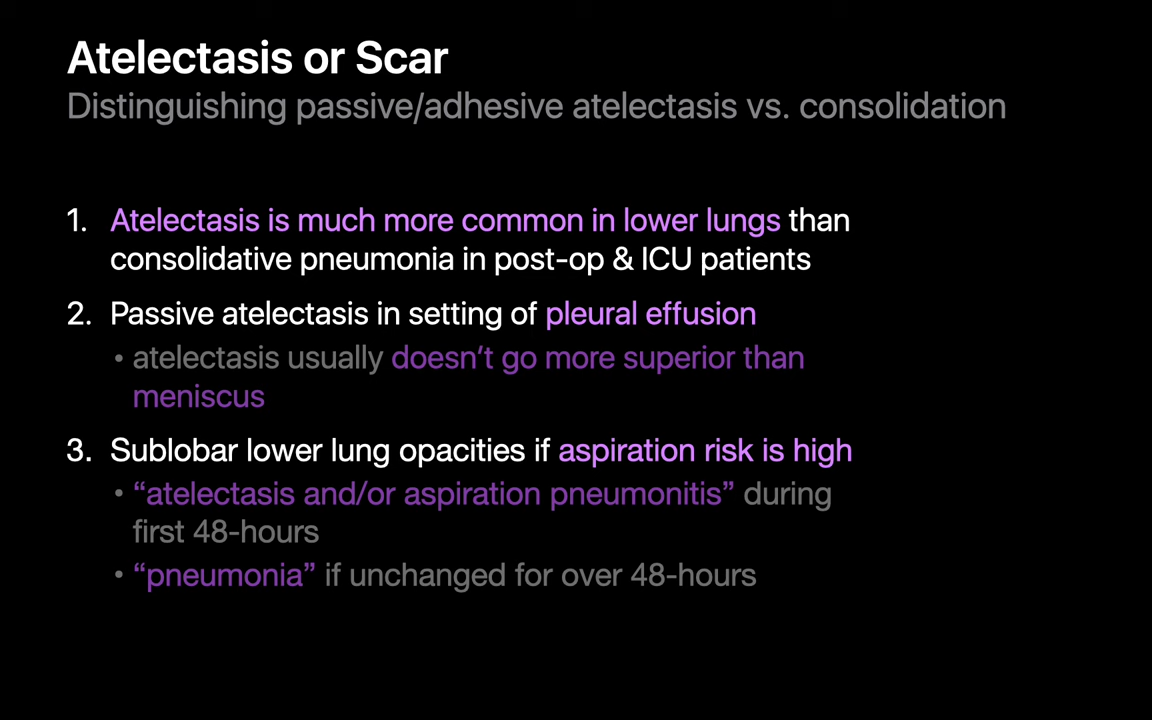 Atelectasis or Scar
Distinguishing passive/adhesive atelectasis vs. consolidation
1. Atelectasis is much more common in lower lungs than
consolidative pneumonia in post-op & ICU patients
2. Passive atelectasis in setting of pleural effusion
• atelectasis usually doesn’t go more superior than
meniscus
3. Sublobar lower lung opacities if aspiration risk is high
• “atelectasis and/or aspiration pneumonitis” during
first 48-hours
• “pneumonia” if unchanged for over 48-hours